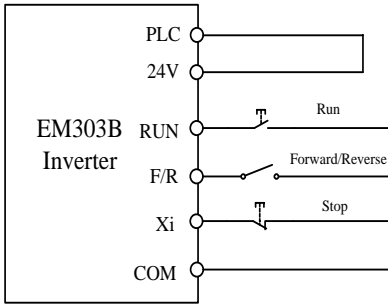 PLC
24V
EM303B
Inverter
RUN
Run
F/R
Forward/Reverse
Xi
Stop
COM